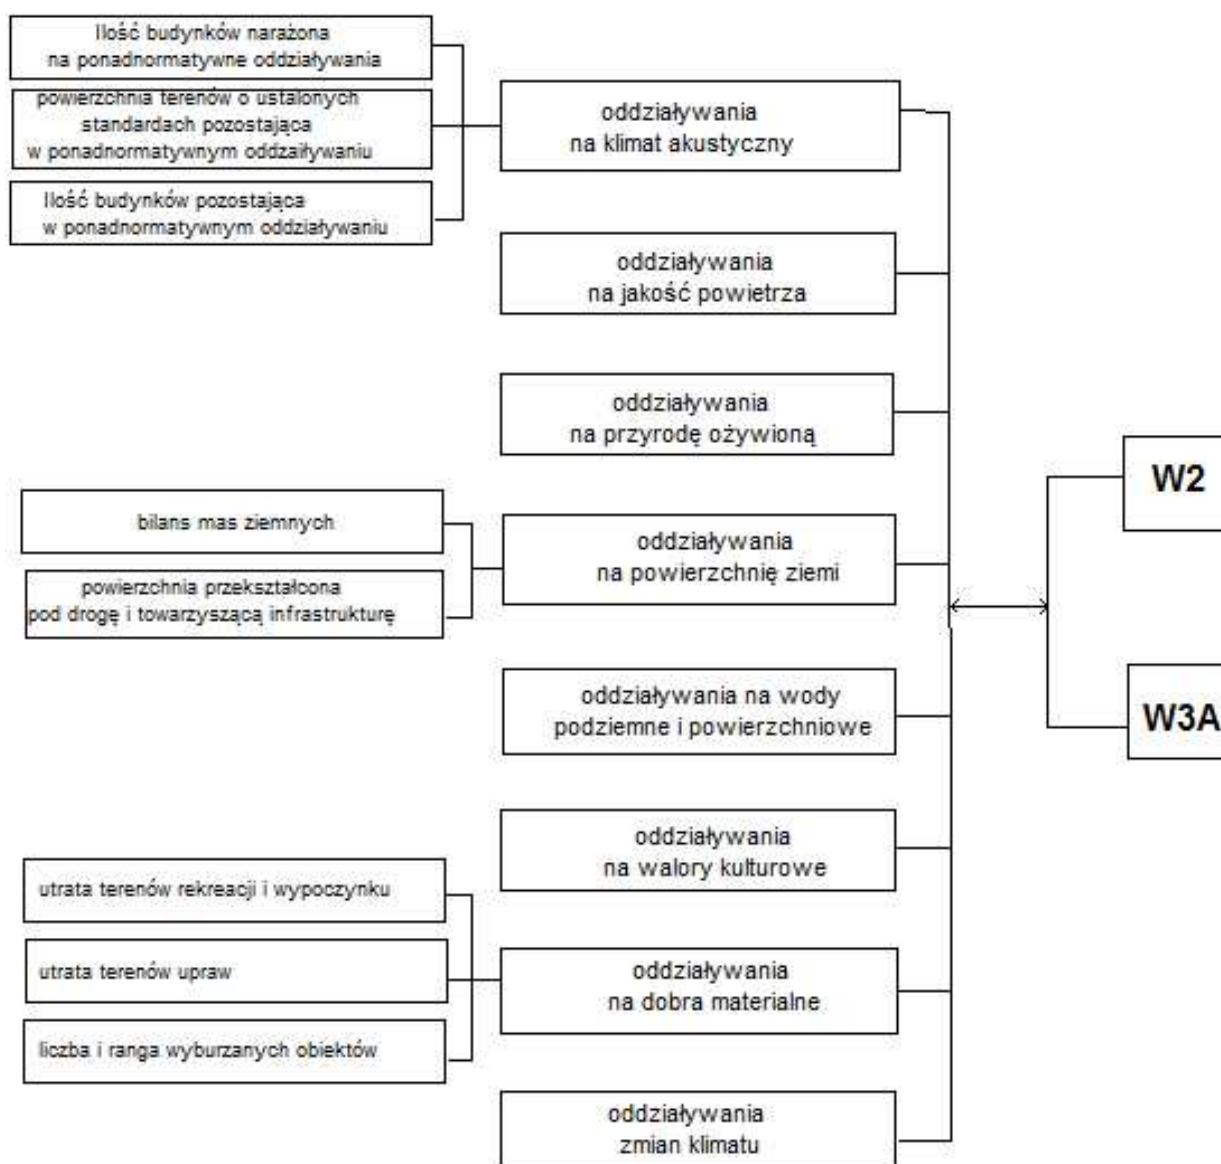 Ilość budynków narażona
na ponadnormatywne oddziaływania
powierzchnia terenów o ustalonych
standardach pozostająca
w ponadnormatywnym oddzaiływaniu
Ilość budynków pozostająca
w ponadnormatywnym oddziaływaniu
oddziaływania
na klimat akustyczny
oddziaływania
na jakość powietrza
oddziaływania
na przyrodę ożywioną
bilans mas ziemnych
powierzchnia przekształcona
pod drogę i towarzyszącą infrastrukturę
oddziaływania
na powierzchnię ziemi
oddziaływania na wody
podziemne i powierzchniowe
oddziaływania
na walory kulturowe
utrata terenów rekreacji i wypoczynku
utrata terenów upraw
liczba i ranga wyburzanych obiektów
oddziaływania
na dobra materialne
oddziaływania
zmian klimatu
W2
W3A